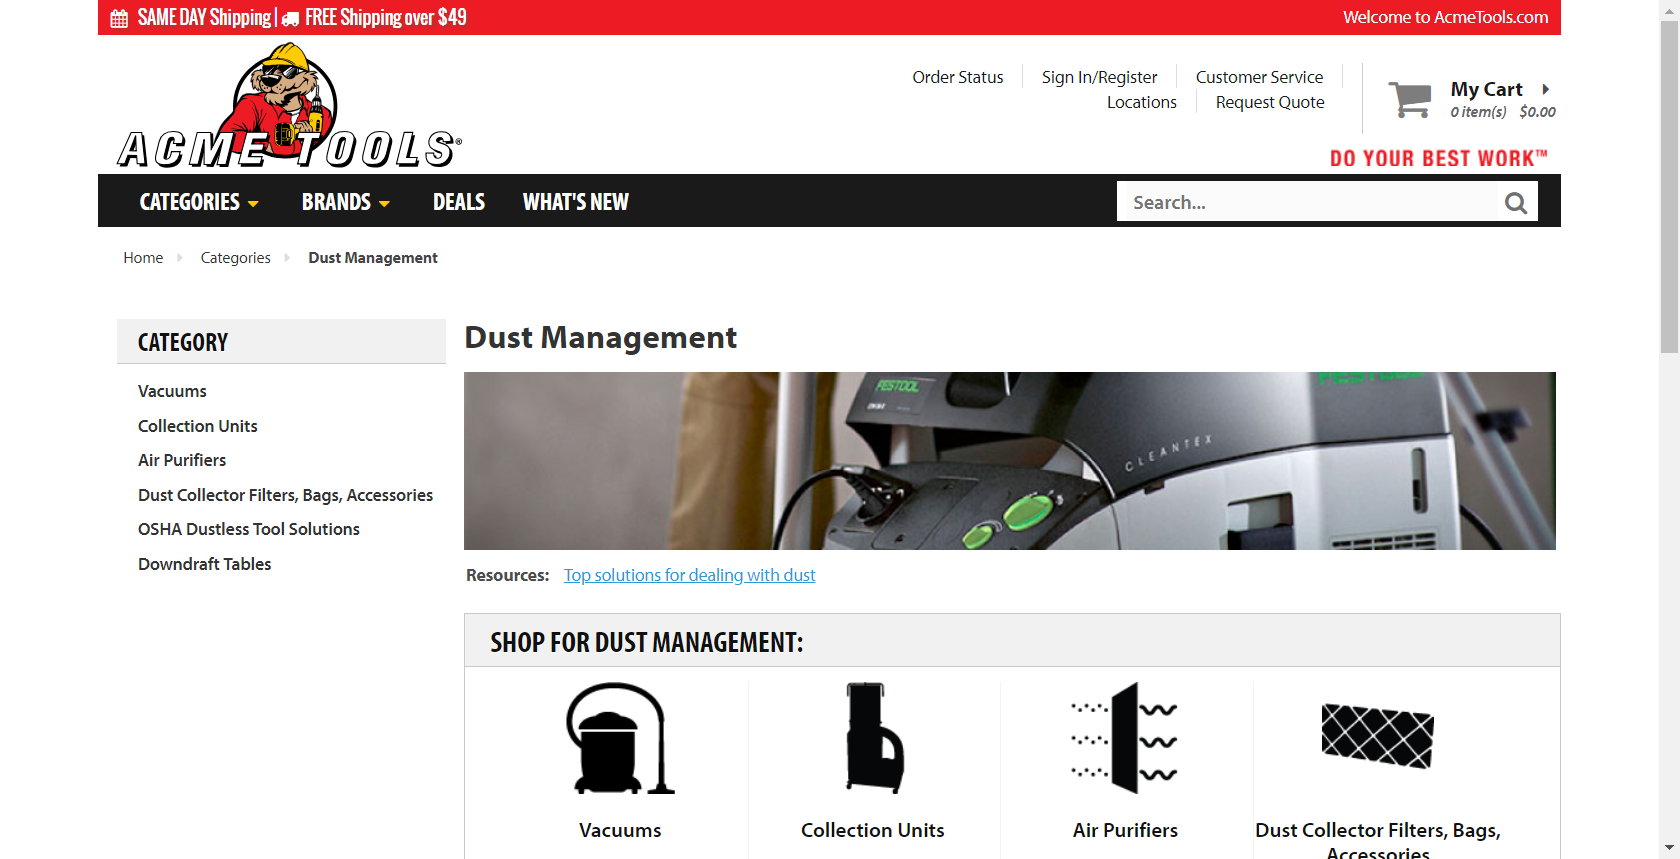 SAME DAY Shipping | FREE Shipping over $49
Welcome to AcmeTools.com
ACME TOOLS®
Order Status
Sign In/Register
Customer Service
Locations
Request Quote
My Cart
0 item(s) $0.00
DO YOUR BEST WORK™
CATEGORIES
BRANDS
DEALS
WHAT'S NEW
Search...
Home
Categories
Dust Management
CATEGORY
Vacuums
Collection Units
Air Purifiers
Dust Collector Filters, Bags, Accessories
OSHA Dustless Tool Solutions
Downdraft Tables
Dust Management
FESTOOL
FESTOOL
CLEANTEX
Resources: Top solutions for dealing with dust
SHOP FOR DUST MANAGEMENT:
Vacuums
Collection Units
Air Purifiers
Dust Collector Filters, Bags,
Accessories